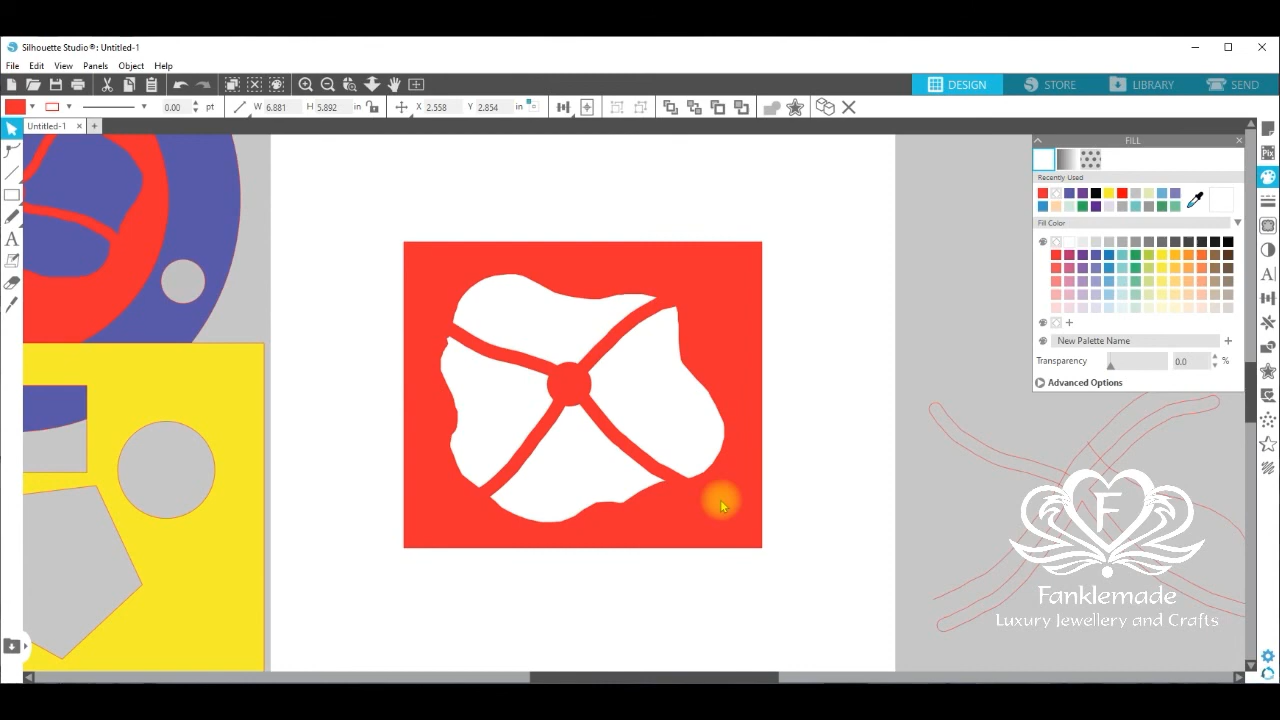 Silhouette Studio®: Untitled-1
File Edit View Panels Object Help
DESIGN STORE LIBRARY SEND
0.00 pt W 6.881 H 5.892 in X 2.558 Y 2.854 in
Untitled-1
FILL
Recently Used
Fill Color
New Palette Name
Transparency 0.0 %
Advanced Options
F
Fanklemade
Luxury Jewellery and Crafts